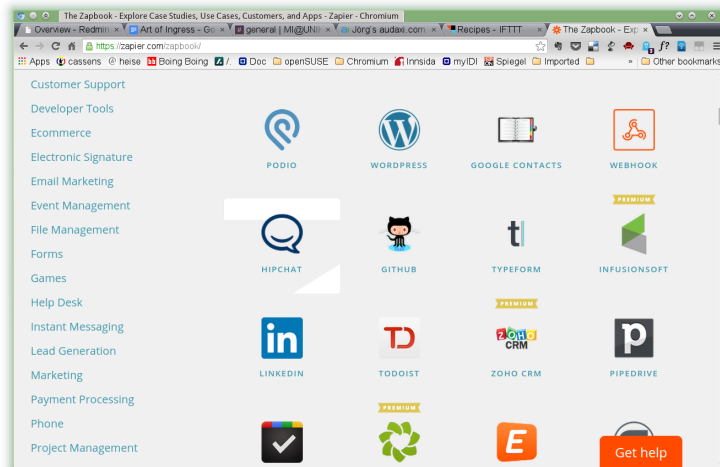 The Zapbook - Explore Case Studies, Use Cases, Customers, and Apps - Zapier - Chromium
Overview - Redmin
Art of Ingress - Go
general | MI@UNI
Jörg's audaxi.com
Recipes - IFTTT
The Zapbook - Exp
https://zapier.com/zapbook/
f?
Apps
cassens
heise
Boing Boing
/.
Doc
openSUSE
Chromium
Innsida
myIDI
Spiegel
Imported
»
Other bookmarks
Customer Support
Developer Tools
Ecommerce
Electronic Signature
Email Marketing
Event Management
File Management
Forms
Games
Help Desk
Instant Messaging
Lead Generation
Marketing
Payment Processing
Phone
Project Management
PODIO
WORDPRESS
GOOGLE CONTACTS
WEBHOOK
PREMIUM
HIPCHAT
GITHUB
TYPEFORM
INFUSIONSOFT
PREMIUM
ZOHO
CRM
LINKEDIN
TODOIST
ZOHO CRM
PIPEDRIVE
PREMIUM
Get help